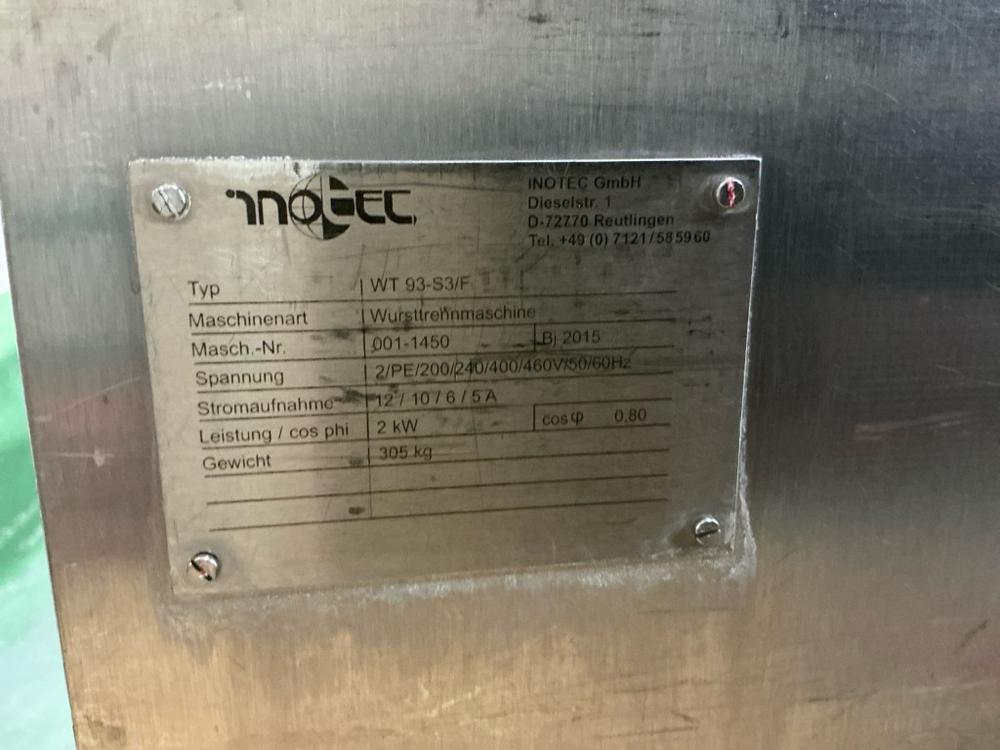 INOTEC
INOTEC GmbH
Dieselstr. 1
D-72770 Reutlingen
Tel. +49 (0) 7121/585960
Typ WT 93-S3/F
Maschinenart Wursttrennmaschine
Masch.-Nr. 001-1450 Bj 2015
Spannung 2/PE/200/240/400/460V/50/60Hz
Stromaufnahme 12 / 10 / 6 / 5 A
Leistung / cos phi 2 kW cos φ 0,80
Gewicht 305 kg